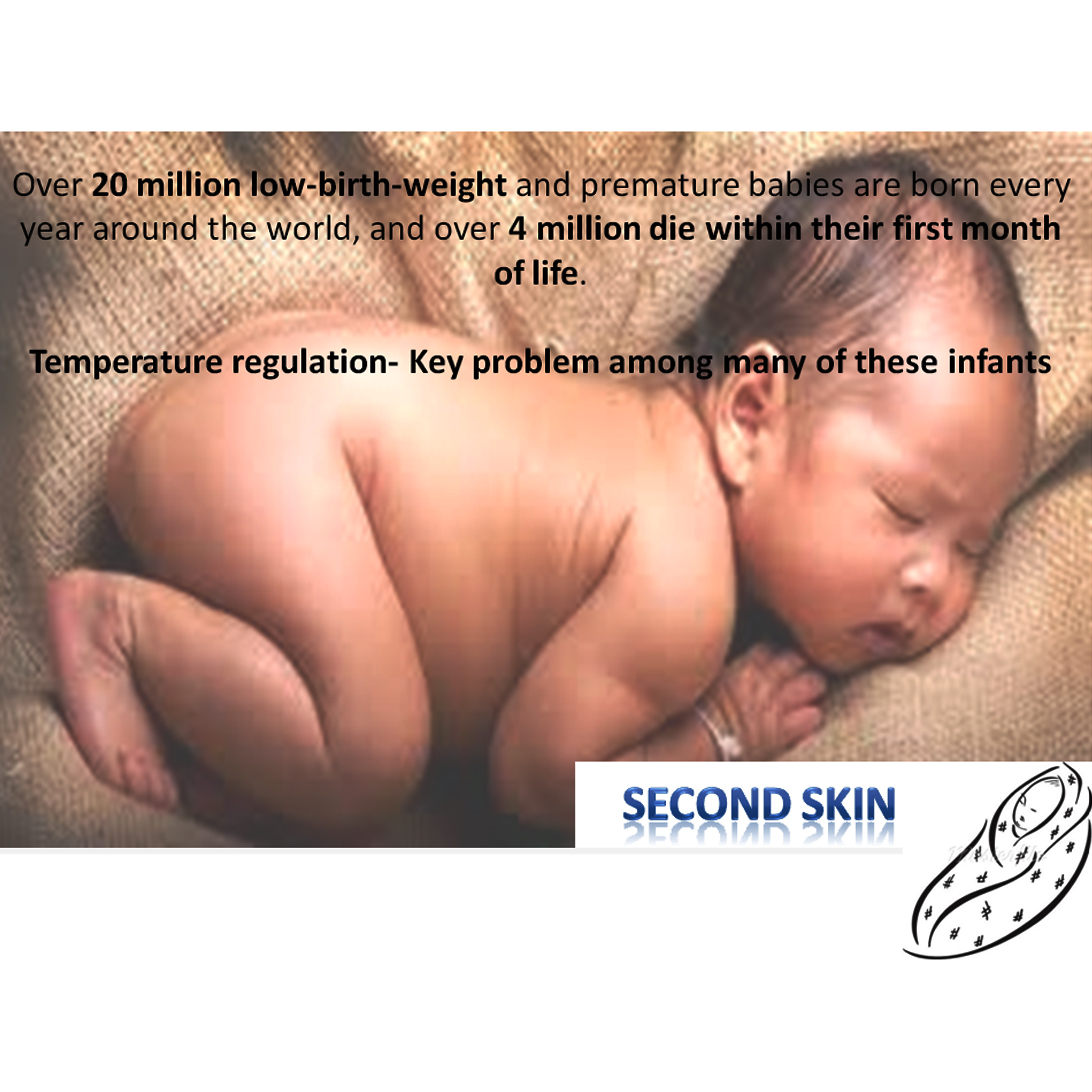 Over 20 million low-birth-weight and premature babies are born every
year around the world, and over 4 million die within their first month
of life.
Temperature regulation- Key problem among many of these infants
SECOND SKIN